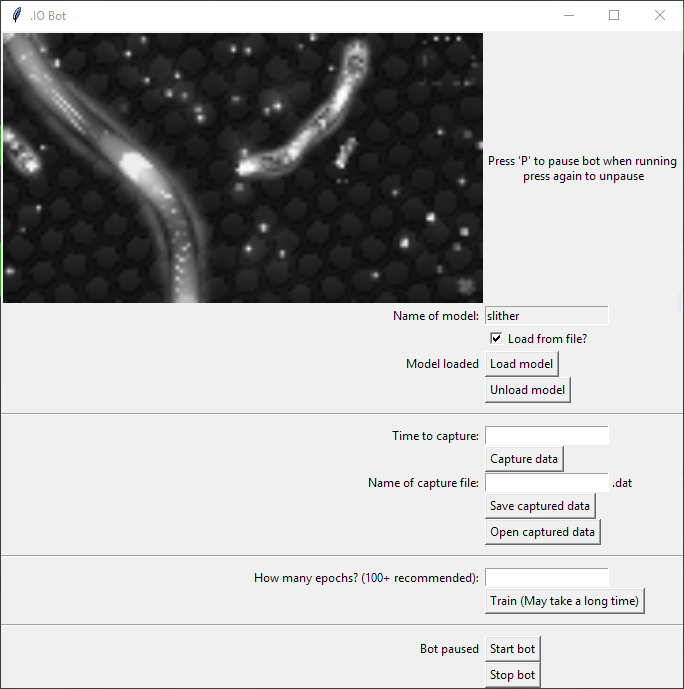 .IO Bot
Press 'P' to pause bot when running
press again to unpause
Name of model: slither
Load from file?
Model loaded Load model
Unload model
Time to capture:
Capture data
Name of capture file: .dat
Save captured data
Open captured data
How many epochs? (100+ recommended):
Train (May take a long time)
Bot paused Start bot
Stop bot